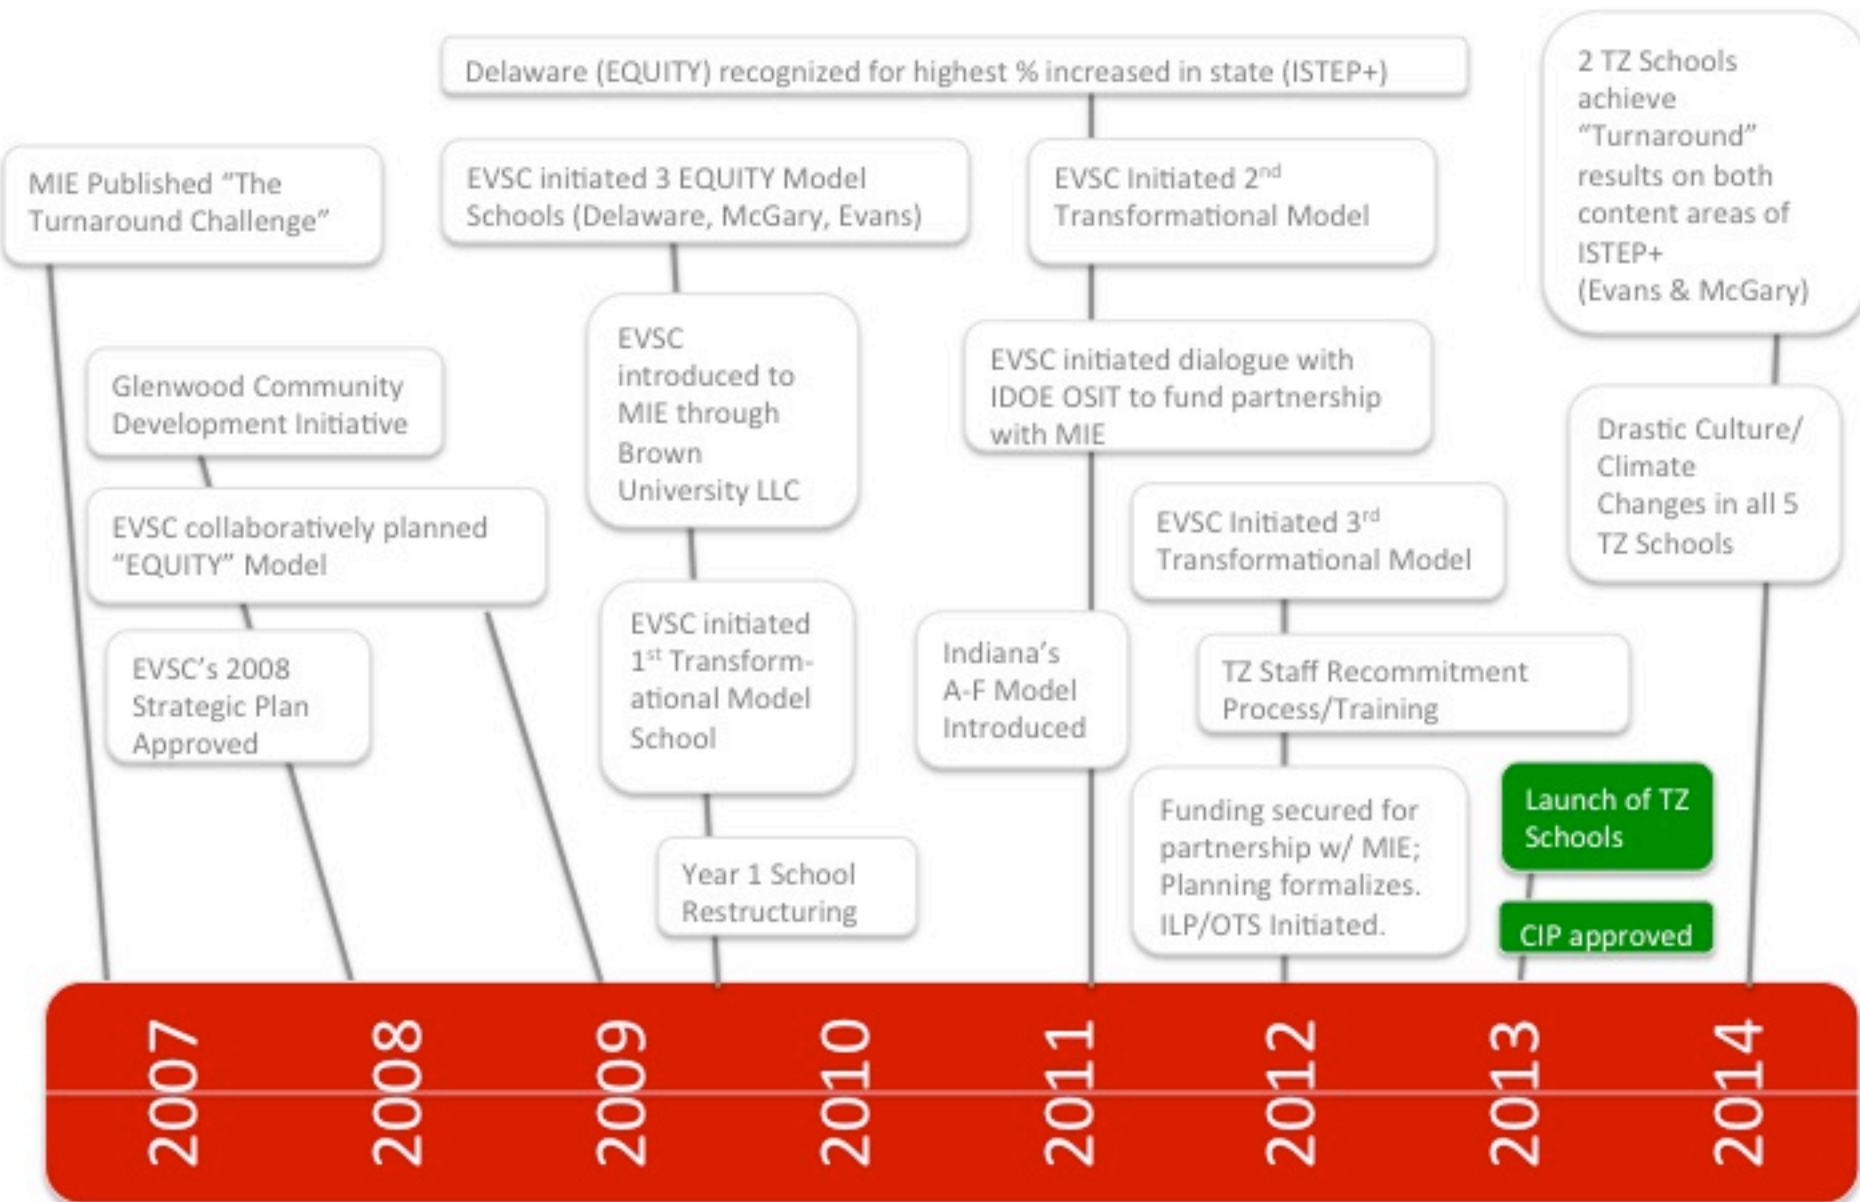 Delaware (EQUITY) recognized for highest % increased in state (ISTEP+)
MIE Published “The
Turnaround Challenge”
Glenwood Community
Development Initiative
EVSC collaboratively planned
“EQUITY” Model
EVSC’s 2008
Strategic Plan
Approved
EVSC initiated 3 EQUITY Model
Schools (Delaware, McGary, Evans)
EVSC
introduced to
MIE through
Brown
University LLC
EVSC initiated
1st Transform-
ational Model
School
Year 1 School
Restructuring
EVSC Initiated 2nd
Transformational Model
EVSC initiated dialogue with
IDOE OSIT to fund partnership
with MIE
Indiana’s
A-F Model
Introduced
EVSC Initiated 3rd
Transformational Model
TZ Staff Recommitment
Process/Training
Funding secured for
partnership w/ MIE;
Planning formalizes.
ILP/OTS Initiated.
Launch of TZ
Schools
CIP approved
2 TZ Schools
achieve
“Turnaround”
results on both
content areas of
ISTEP+
(Evans & McGary)
Drastic Culture/
Climate
Changes in all 5
TZ Schools
2007
2008
2009
2010
2011
2012
2013
2014